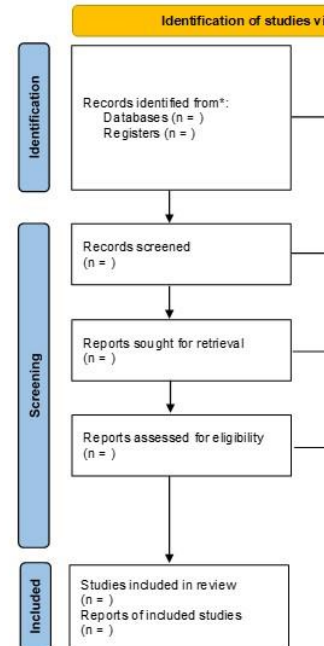 Identification of studies vi
Identification
Records identified from*:
Databases (n = )
Registers (n = )
Screening
Records screened
(n = )
Reports sought for retrieval
(n = )
Reports assessed for eligibility
(n = )
Included
Studies included in review
(n = )
Reports of included studies
(n = )